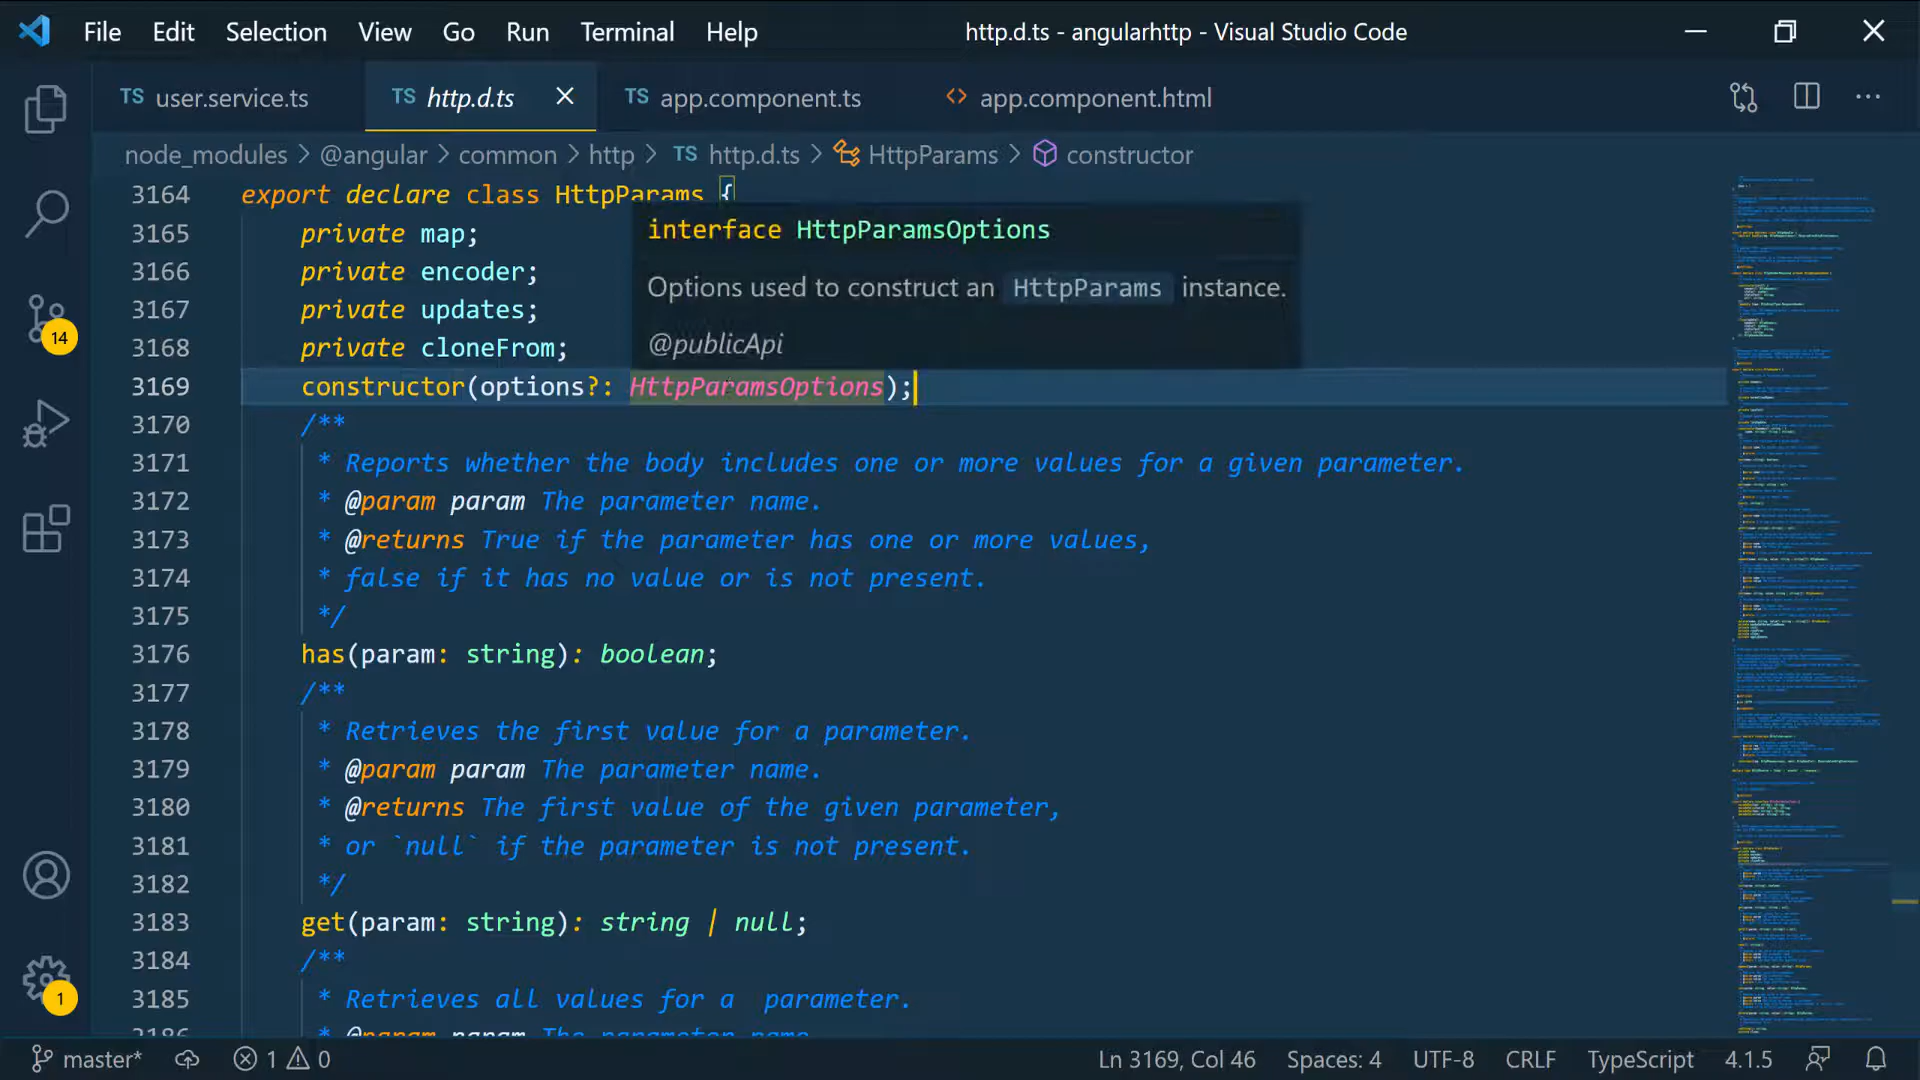 File Edit Selection View Go Run Terminal Help http.d.ts - angularhttp - Visual Studio Code
TS user.service.ts TS http.d.ts TS app.component.ts <> app.component.html
node_modules > @angular > common > http > TS http.d.ts > HttpParams > constructor
3164 export declare class HttpParams {
3165 private map;
3166 private encoder;
3167 private updates;
3168 private cloneFrom;
interface HttpParamsOptions
Options used to construct an HttpParams instance.
@publicApi
3169 constructor(options?: HttpParamsOptions);
3170 /**
3171 * Reports whether the body includes one or more values for a given parameter.
3172 * @param param The parameter name.
3173 * @returns True if the parameter has one or more values,
3174 * false if it has no value or is not present.
3175 */
3176 has(param: string): boolean;
3177 /**
3178 * Retrieves the first value for a parameter.
3179 * @param param The parameter name.
3180 * @returns The first value of the given parameter,
3181 * or `null` if the parameter is not present.
3182 */
3183 get(param: string): string | null;
3184 /**
3185 * Retrieves all values for a  parameter.
3186 * @param param The parameter name
14
1
master* 1 0 Ln 3169, Col 46 Spaces: 4 UTF-8 CRLF TypeScript 4.1.5